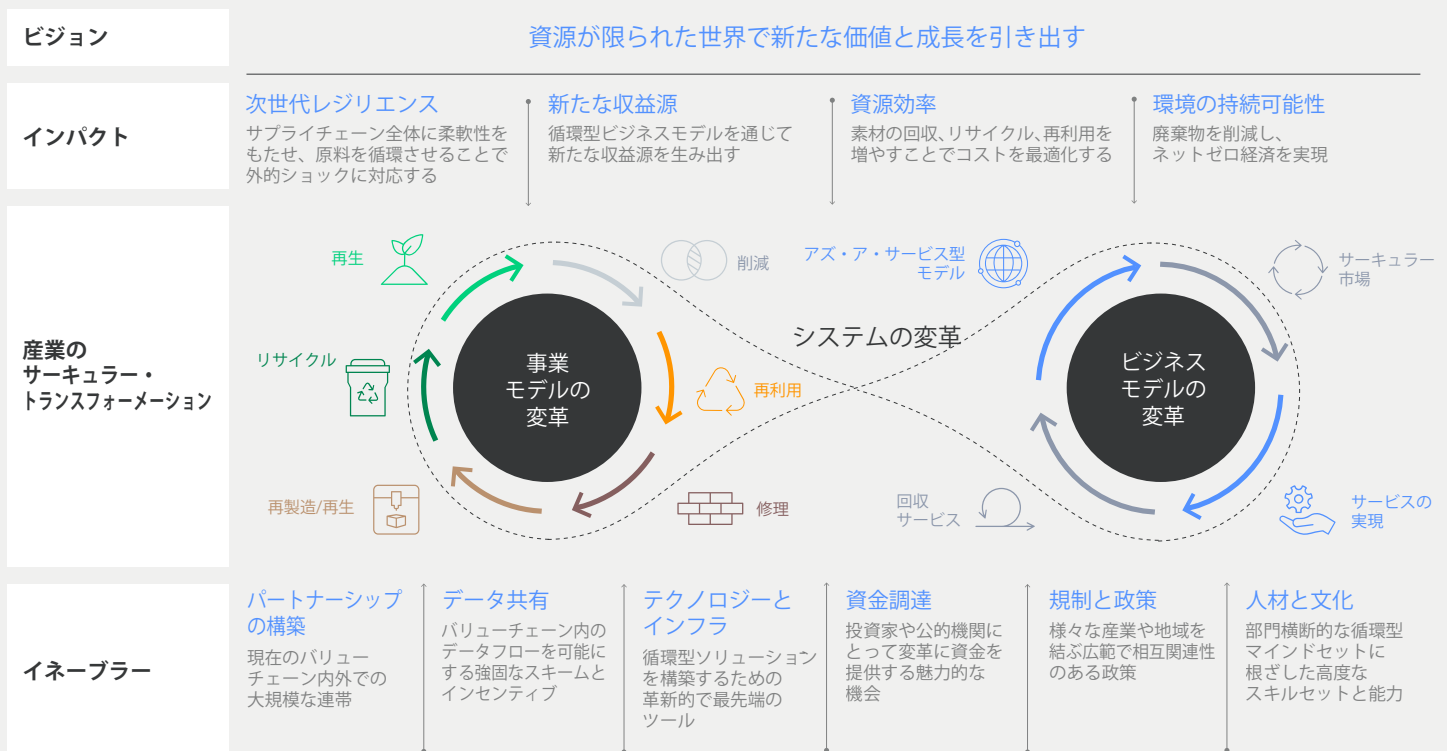 ビジョン
資源が限られた世界で新たな価値と成長を引き出す
インパクト
次世代レジリエンス
サプライチェーン全体に柔軟性を
もたせ、原料を循環させることで
外的ショックに対応する
新たな収益源
循環型ビジネスモデルを通じて
新たな収益源を生み出す
資源効率
素材の回収、リサイクル、再利用を
増やすことでコストを最適化する
環境の持続可能性
廃棄物を削減し、
ネットゼロ経済を実現
産業の
サーキュラー・
トランスフォーメーション
再生
削減
リサイクル
事業
モデルの
変革
再利用
再製造/再生
修理
システムの変革
アズ・ア・サービス型
モデル
サーキュラー
市場
ビジネス
モデルの
変革
回収
サービス
サービスの
実現
イネーブラー
パートナーシップ
の構築
現在のバリュー
チェーン内外での
大規模な連帯
データ共有
バリューチェーン内の
データフローを可能に
する強固なスキームと
インセンティブ
テクノロジーと
インフラ
循環型ソリューション
を構築するための
革新的で最先端の
ツール
資金調達
投資家や公的機関に
とって変革に資金を
提供する魅力的な
機会
規制と政策
様々な産業や地域を
結ぶ広範で相互関連性
のある政策
人材と文化
部門横断的な循環型
マインドセットに
根ざした高度な
スキルセットと能力